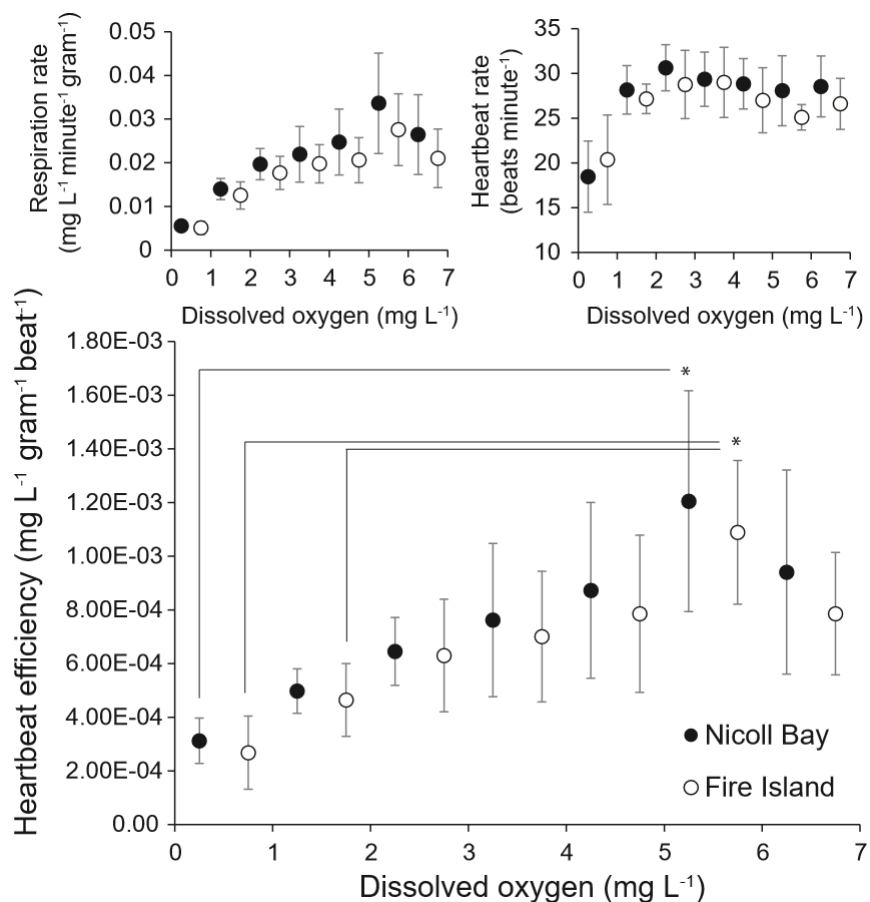 Respiration rate
(mg L⁻¹ minute⁻¹ gram⁻¹)
0.05
0.04
0.03
0.02
0.01
0
0 1 2 3 4 5 6 7
Dissolved oxygen (mg L⁻¹)
Heartbeat rate
(beats minute⁻¹)
35
30
25
20
15
10
0 1 2 3 4 5 6 7
Dissolved oxygen (mg L⁻¹)
Heartbeat efficiency (mg L⁻¹ gram⁻¹ beat⁻¹)
1.80E-03
1.60E-03
1.40E-03
1.20E-03
1.00E-03
8.00E-04
6.00E-04
4.00E-04
2.00E-04
0.00
*
*
Nicoll Bay
Fire Island
0 1 2 3 4 5 6 7
Dissolved oxygen (mg L⁻¹)